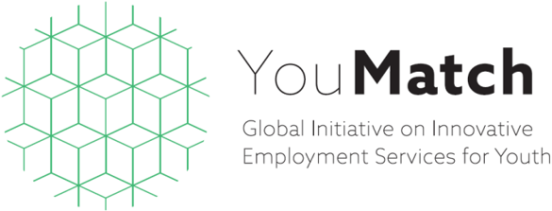 YouMatch
Global Initiative on Innovative
Employment Services for Youth